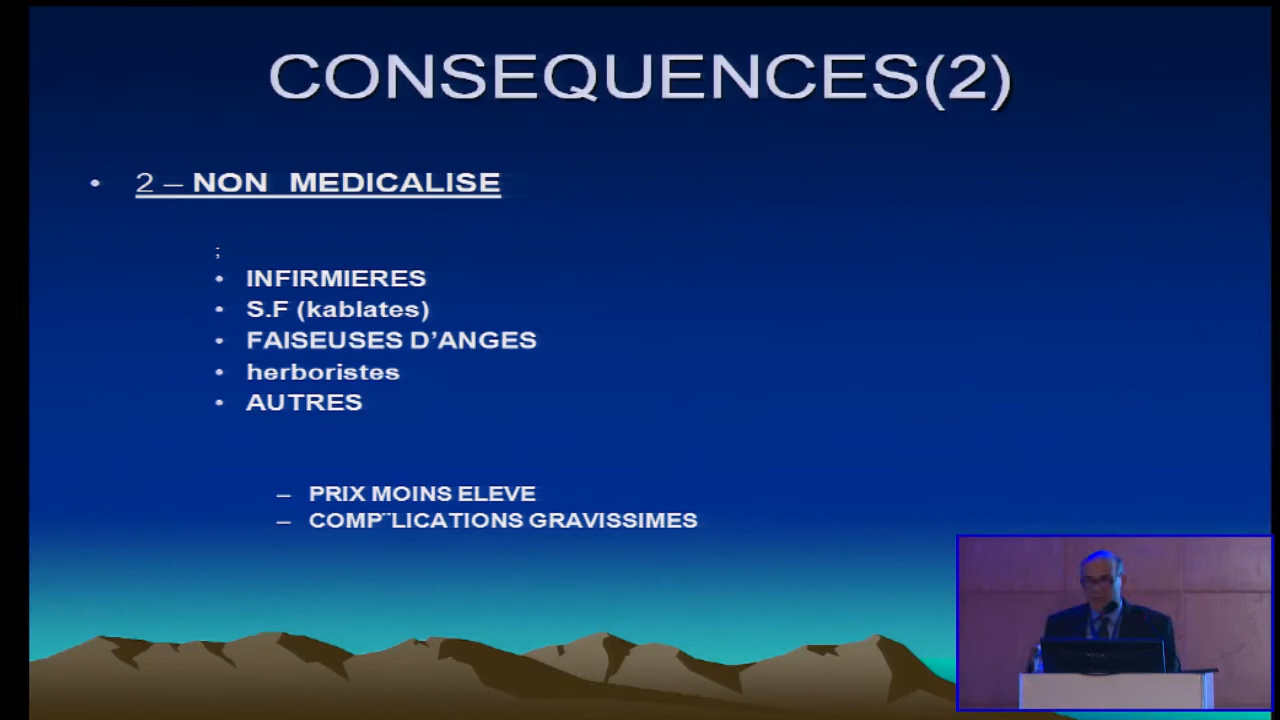 CONSEQUENCES(2)
• 2 – NON MEDICALISE
;
• INFIRMIERES
• S.F (kablates)
• FAISEUSES D’ANGES
• herboristes
• AUTRES
– PRIX MOINS ELEVE
– COMP¨LICATIONS GRAVISSIMES